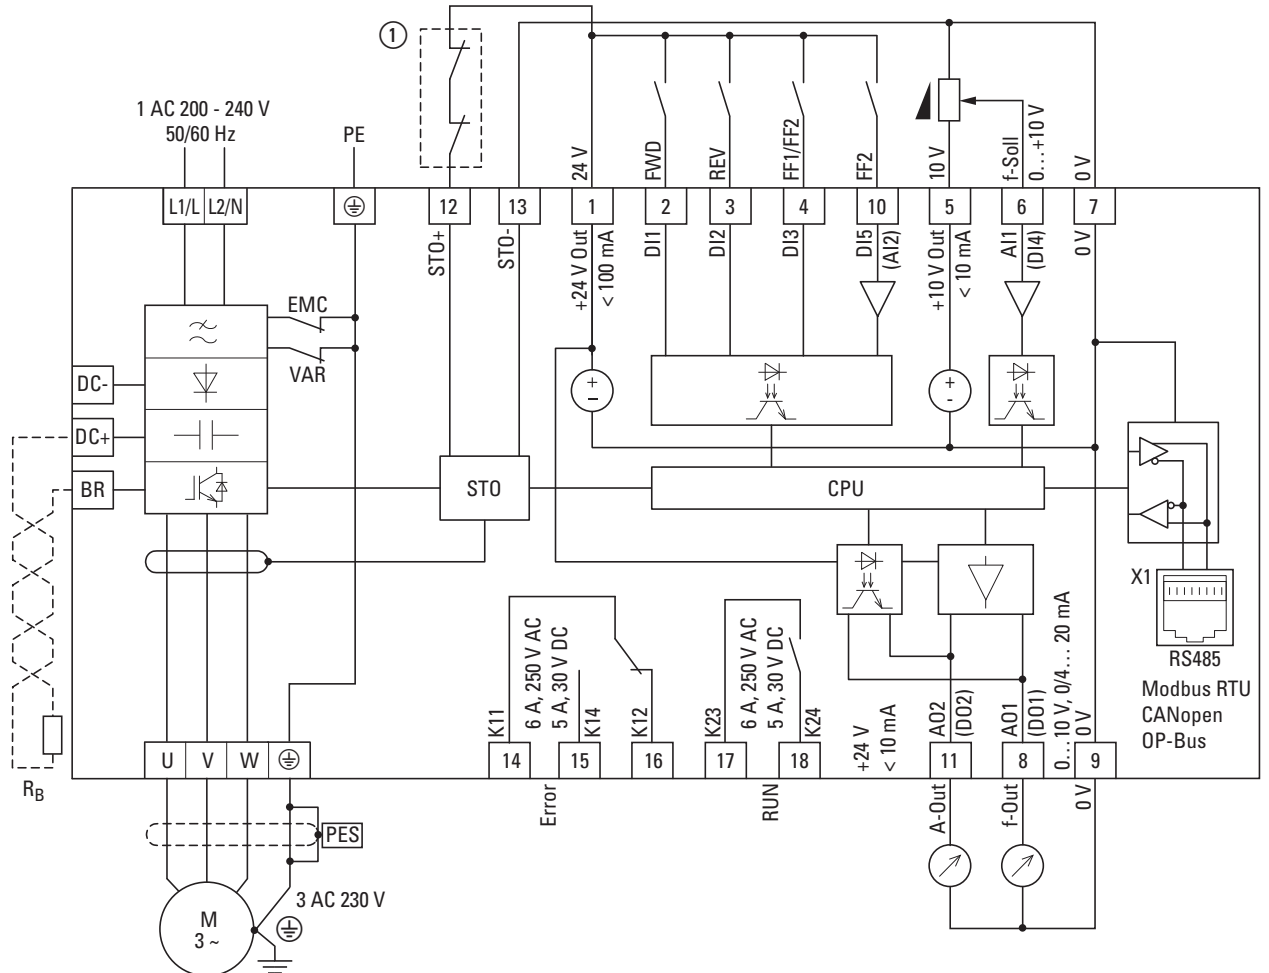 1
1 AC 200 - 240 V
50/60 Hz
PE
24 V
FWD
REV
FF1/FF2
FF2
10 V
f-Soll
0...+10 V
0 V
L1/L
L2/N
12
13
1
2
3
4
10
5
6
7
STO+
STO-
+24 V Out
< 100 mA
DI1
DI2
DI3
DI5
(AI2)
+10 V Out
< 10 mA
AI1
(DI4)
0 V
EMC
VAR
DC-
DC+
BR
+
-
+
-
STO
CPU
X1
RS485
Modbus RTU
CANopen
OP-Bus
K11
6 A, 250 V AC
5 A, 30 V DC
K14
K12
K23
6 A, 250 V AC
5 A, 30 V DC
K24
+24 V
< 10 mA
AO2
(DO2)
AO1
(DO1)
0...10 V, 0/4... 20 mA
0 V
U
V
W
14
15
16
17
18
11
8
9
RB
Error
RUN
A-Out
f-Out
0 V
PES
3 AC 230 V
M
3 ~